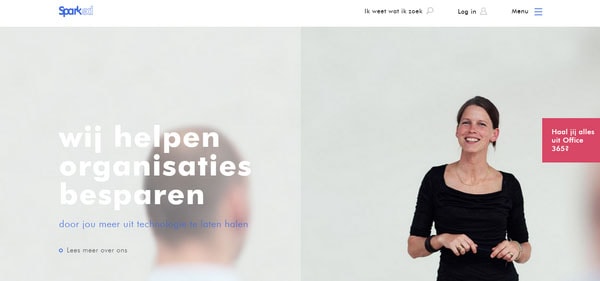 Sparked
Ik weet wat ik zoek
Log in
Menu
wij helpen
organisaties
besparen
door jou meer uit technologie te laten halen
Lees meer over ons
Haal jij alles
uit Office
365?